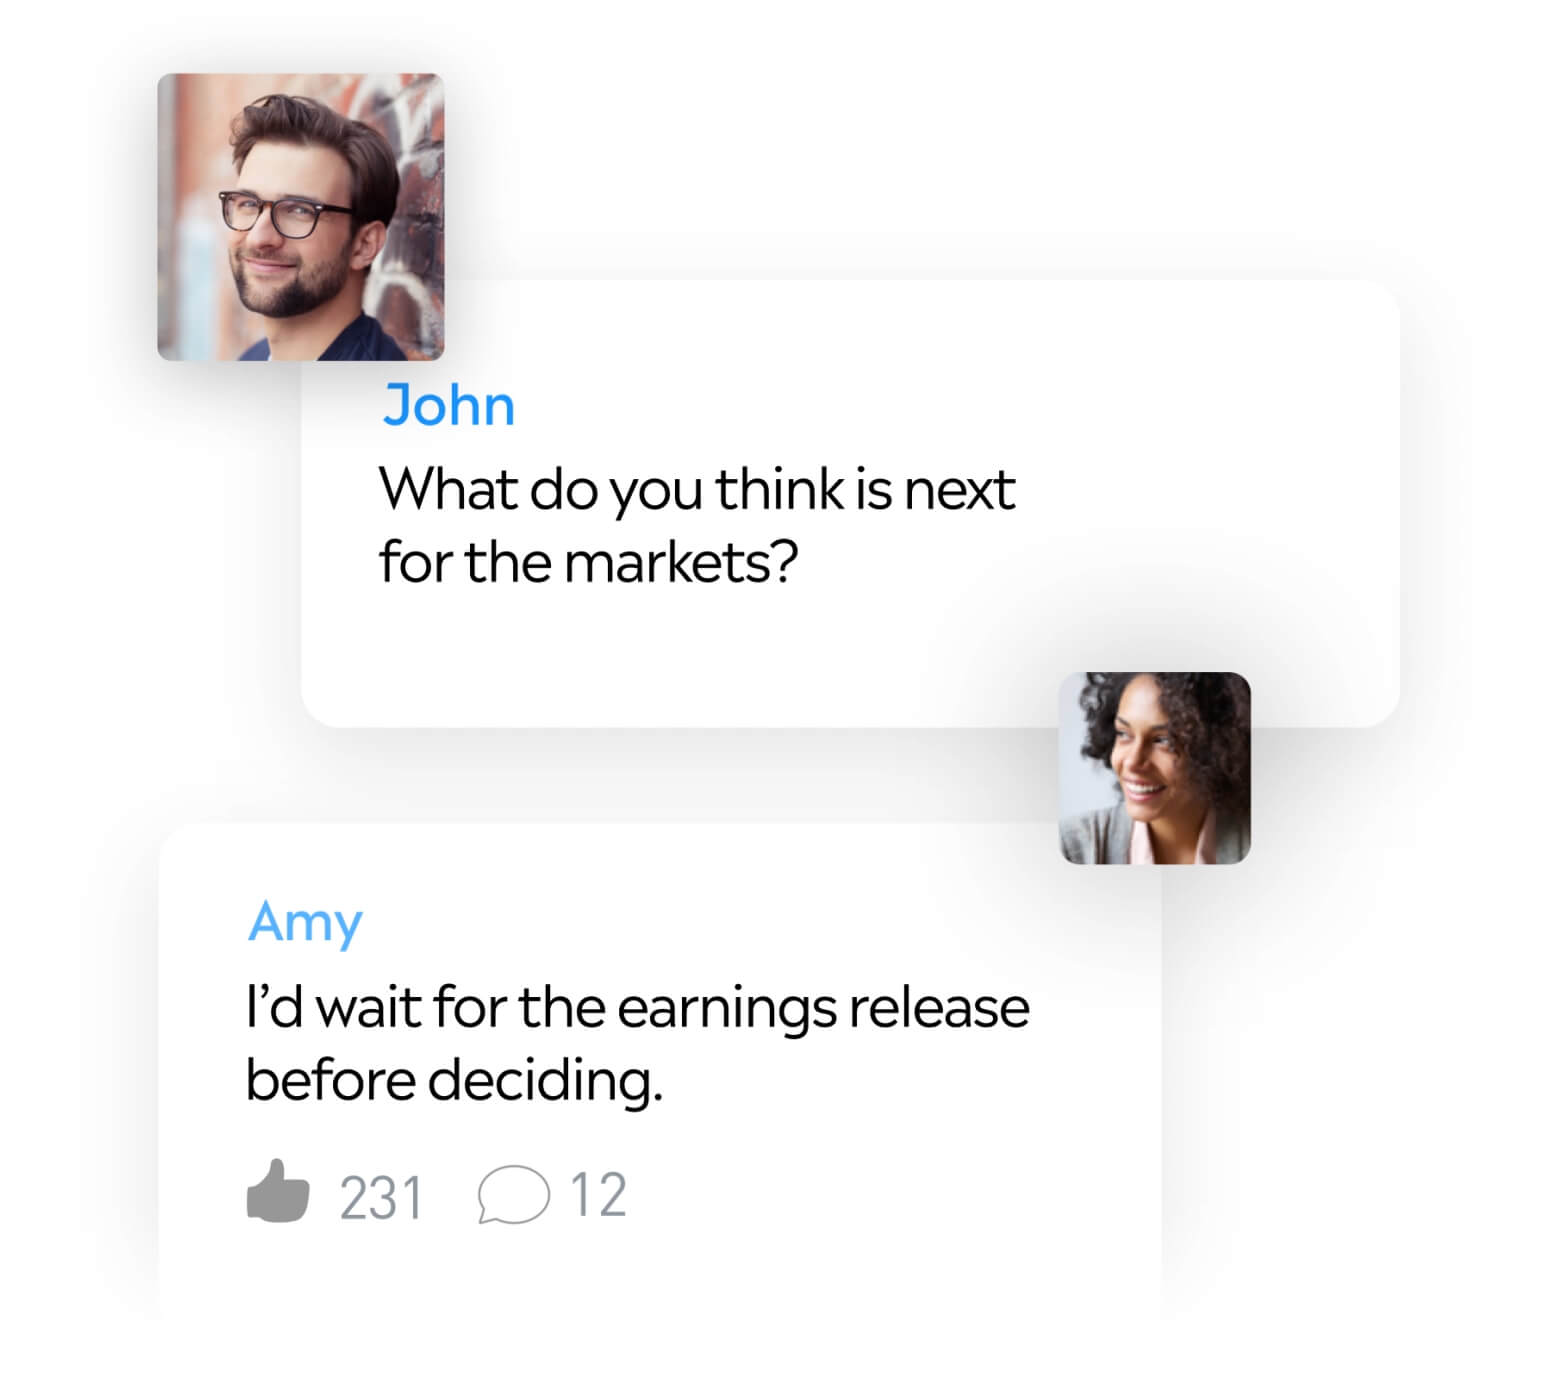 John
What do you think is next
for the markets?
Amy
I’d wait for the earnings release
before deciding.
231 12